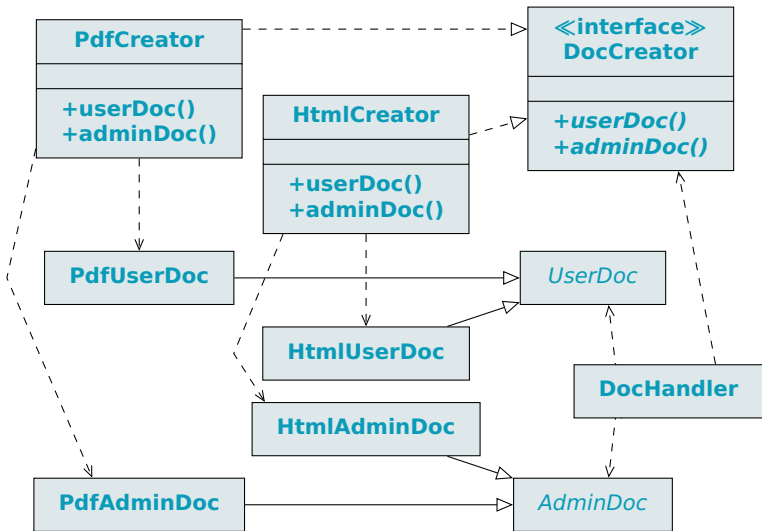 PdfCreator
+userDoc()
+adminDoc()
≪interface≫
DocCreator
+userDoc()
+adminDoc()
HtmlCreator
+userDoc()
+adminDoc()
PdfUserDoc
UserDoc
HtmlUserDoc
DocHandler
HtmlAdminDoc
PdfAdminDoc
AdminDoc